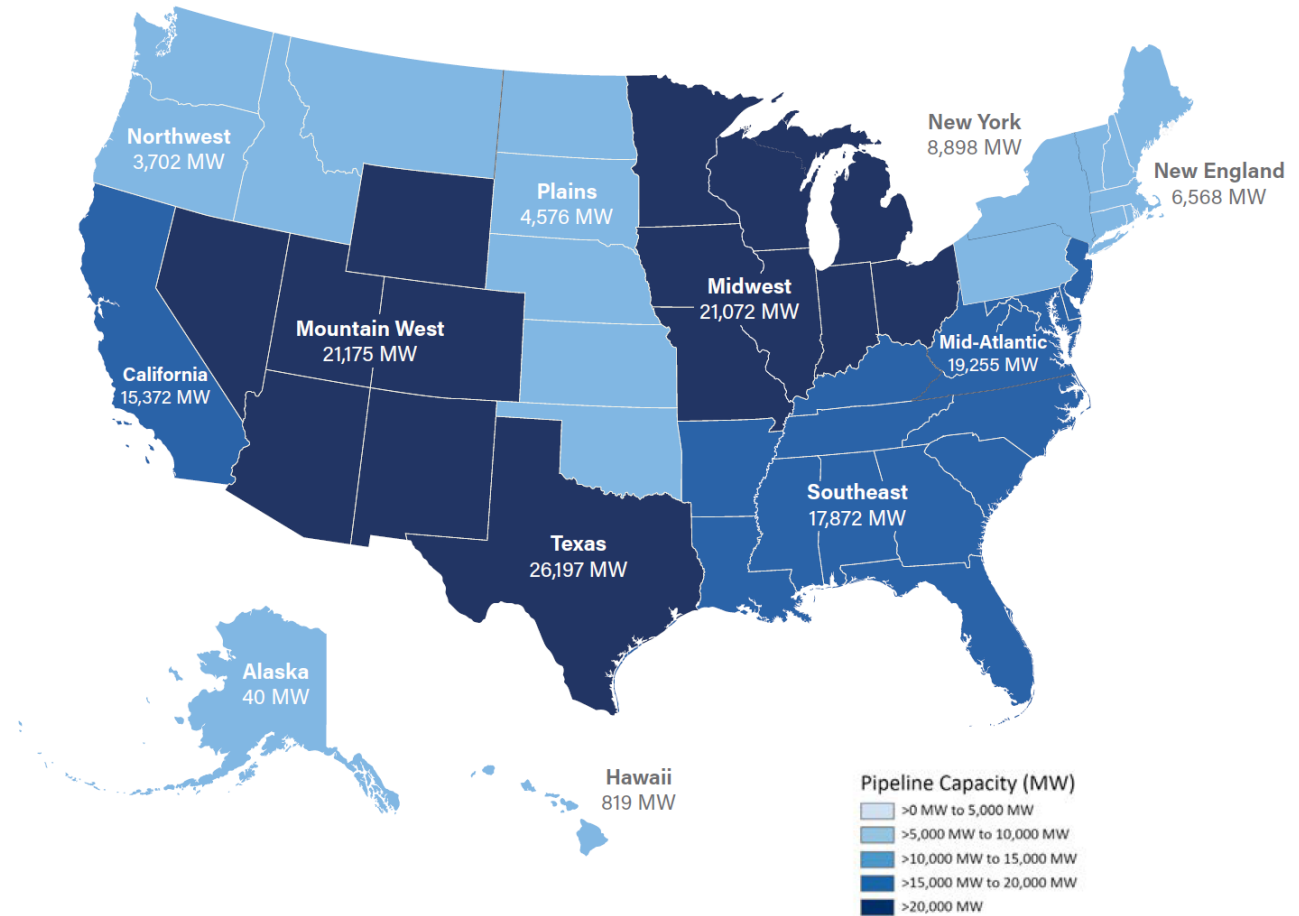 Northwest
3,702 MW
Plains
4,576 MW
New York
8,898 MW
New England
6,568 MW
Midwest
21,072 MW
Mountain West
21,175 MW
Mid-Atlantic
19,255 MW
California
15,372 MW
Southeast
17,872 MW
Texas
26,197 MW
Alaska
40 MW
Hawaii
819 MW
Pipeline Capacity (MW)
>0 MW to 5,000 MW
>5,000 MW to 10,000 MW
>10,000 MW to 15,000 MW
>15,000 MW to 20,000 MW
>20,000 MW